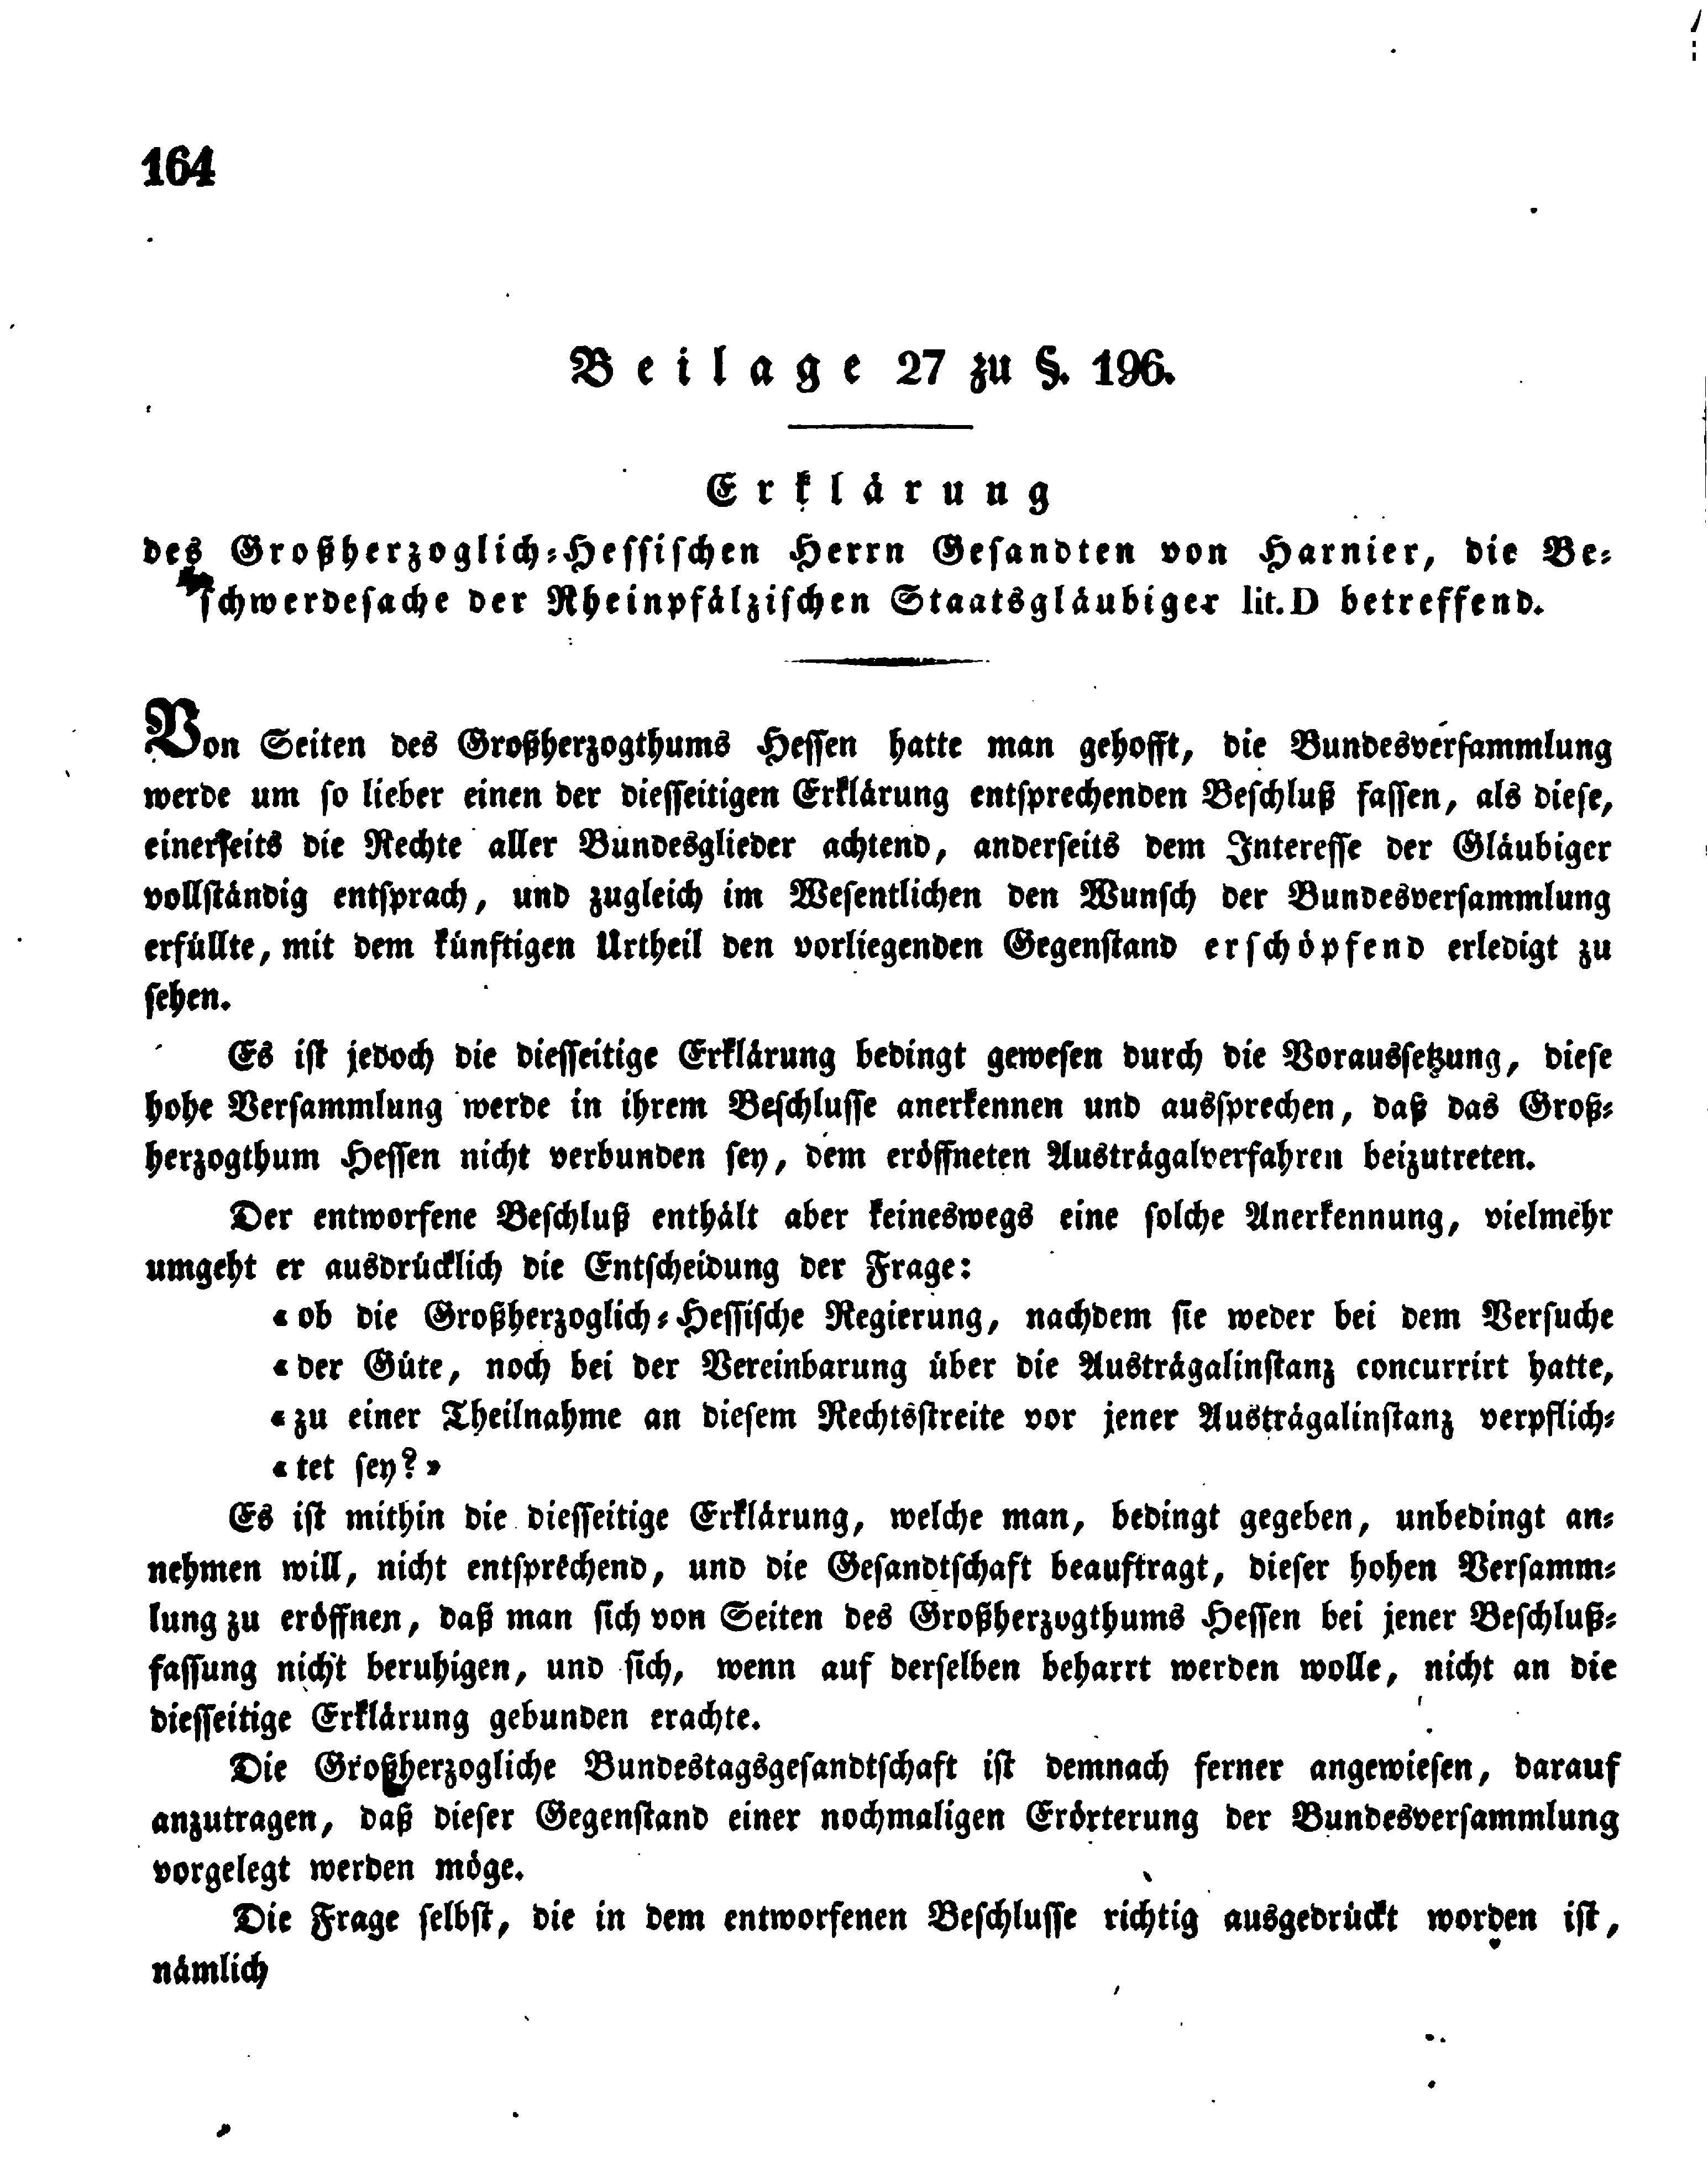 164
Beilage 27 zu §. 196.
Erklärung
des Großherzoglich-Hessischen Herrn Gesandten von Harnier, die Be-
schwerdesache der Rheinpfälzischen Staatsgläubiger lit. D betreffend.
Von Seiten des Großherzogthums Hessen hatte man gehofft, die Bundesversammlung
werde um so lieber einen der diesseitigen Erklärung entsprechenden Beschluß fassen, als diese,
einerseits die Rechte aller Bundesglieder achtend, anderseits dem Interesse der Gläubiger
vollständig entsprach, und zugleich im Wesentlichen den Wunsch der Bundesversammlung
erfüllte, mit dem künftigen Urtheil den vorliegenden Gegenstand erschöpfend erledigt zu
sehen.
Es ist jedoch die diesseitige Erklärung bedingt gewesen durch die Voraussetzung, diese
hohe Versammlung werde in ihrem Beschlusse anerkennen und aussprechen, daß das Groß-
herzogthum Hessen nicht verbunden sey, dem eröffneten Austrägalverfahren beizutreten.
Der entworfene Beschluß enthält aber keineswegs eine solche Anerkennung, vielmehr
umgeht er ausdrücklich die Entscheidung der Frage:
« ob die Großherzoglich-Hessische Regierung, nachdem sie weder bei dem Versuche
« der Güte, noch bei der Vereinbarung über die Austrägalinstanz concurrirt hatte,
« zu einer Theilnahme an diesem Rechtsstreite vor jener Austrägalinstanz verpflich-
« tet sey? »
Es ist mithin die diesseitige Erklärung, welche man, bedingt gegeben, unbedingt an-
nehmen will, nicht entsprechend, und die Gesandtschaft beauftragt, dieser hohen Versamm-
lung zu eröffnen, daß man sich von Seiten des Großherzogthums Hessen bei jener Beschluß-
fassung nicht beruhigen, und sich, wenn auf derselben beharrt werden wolle, nicht an die
diesseitige Erklärung gebunden erachte.
Die Großherzogliche Bundestagsgesandtschaft ist demnach ferner angewiesen, darauf
anzutragen, daß dieser Gegenstand einer nochmaligen Erörterung der Bundesversammlung
vorgelegt werden möge.
Die Frage selbst, die in dem entworfenen Beschlusse richtig ausgedrückt worden ist,
nämlich